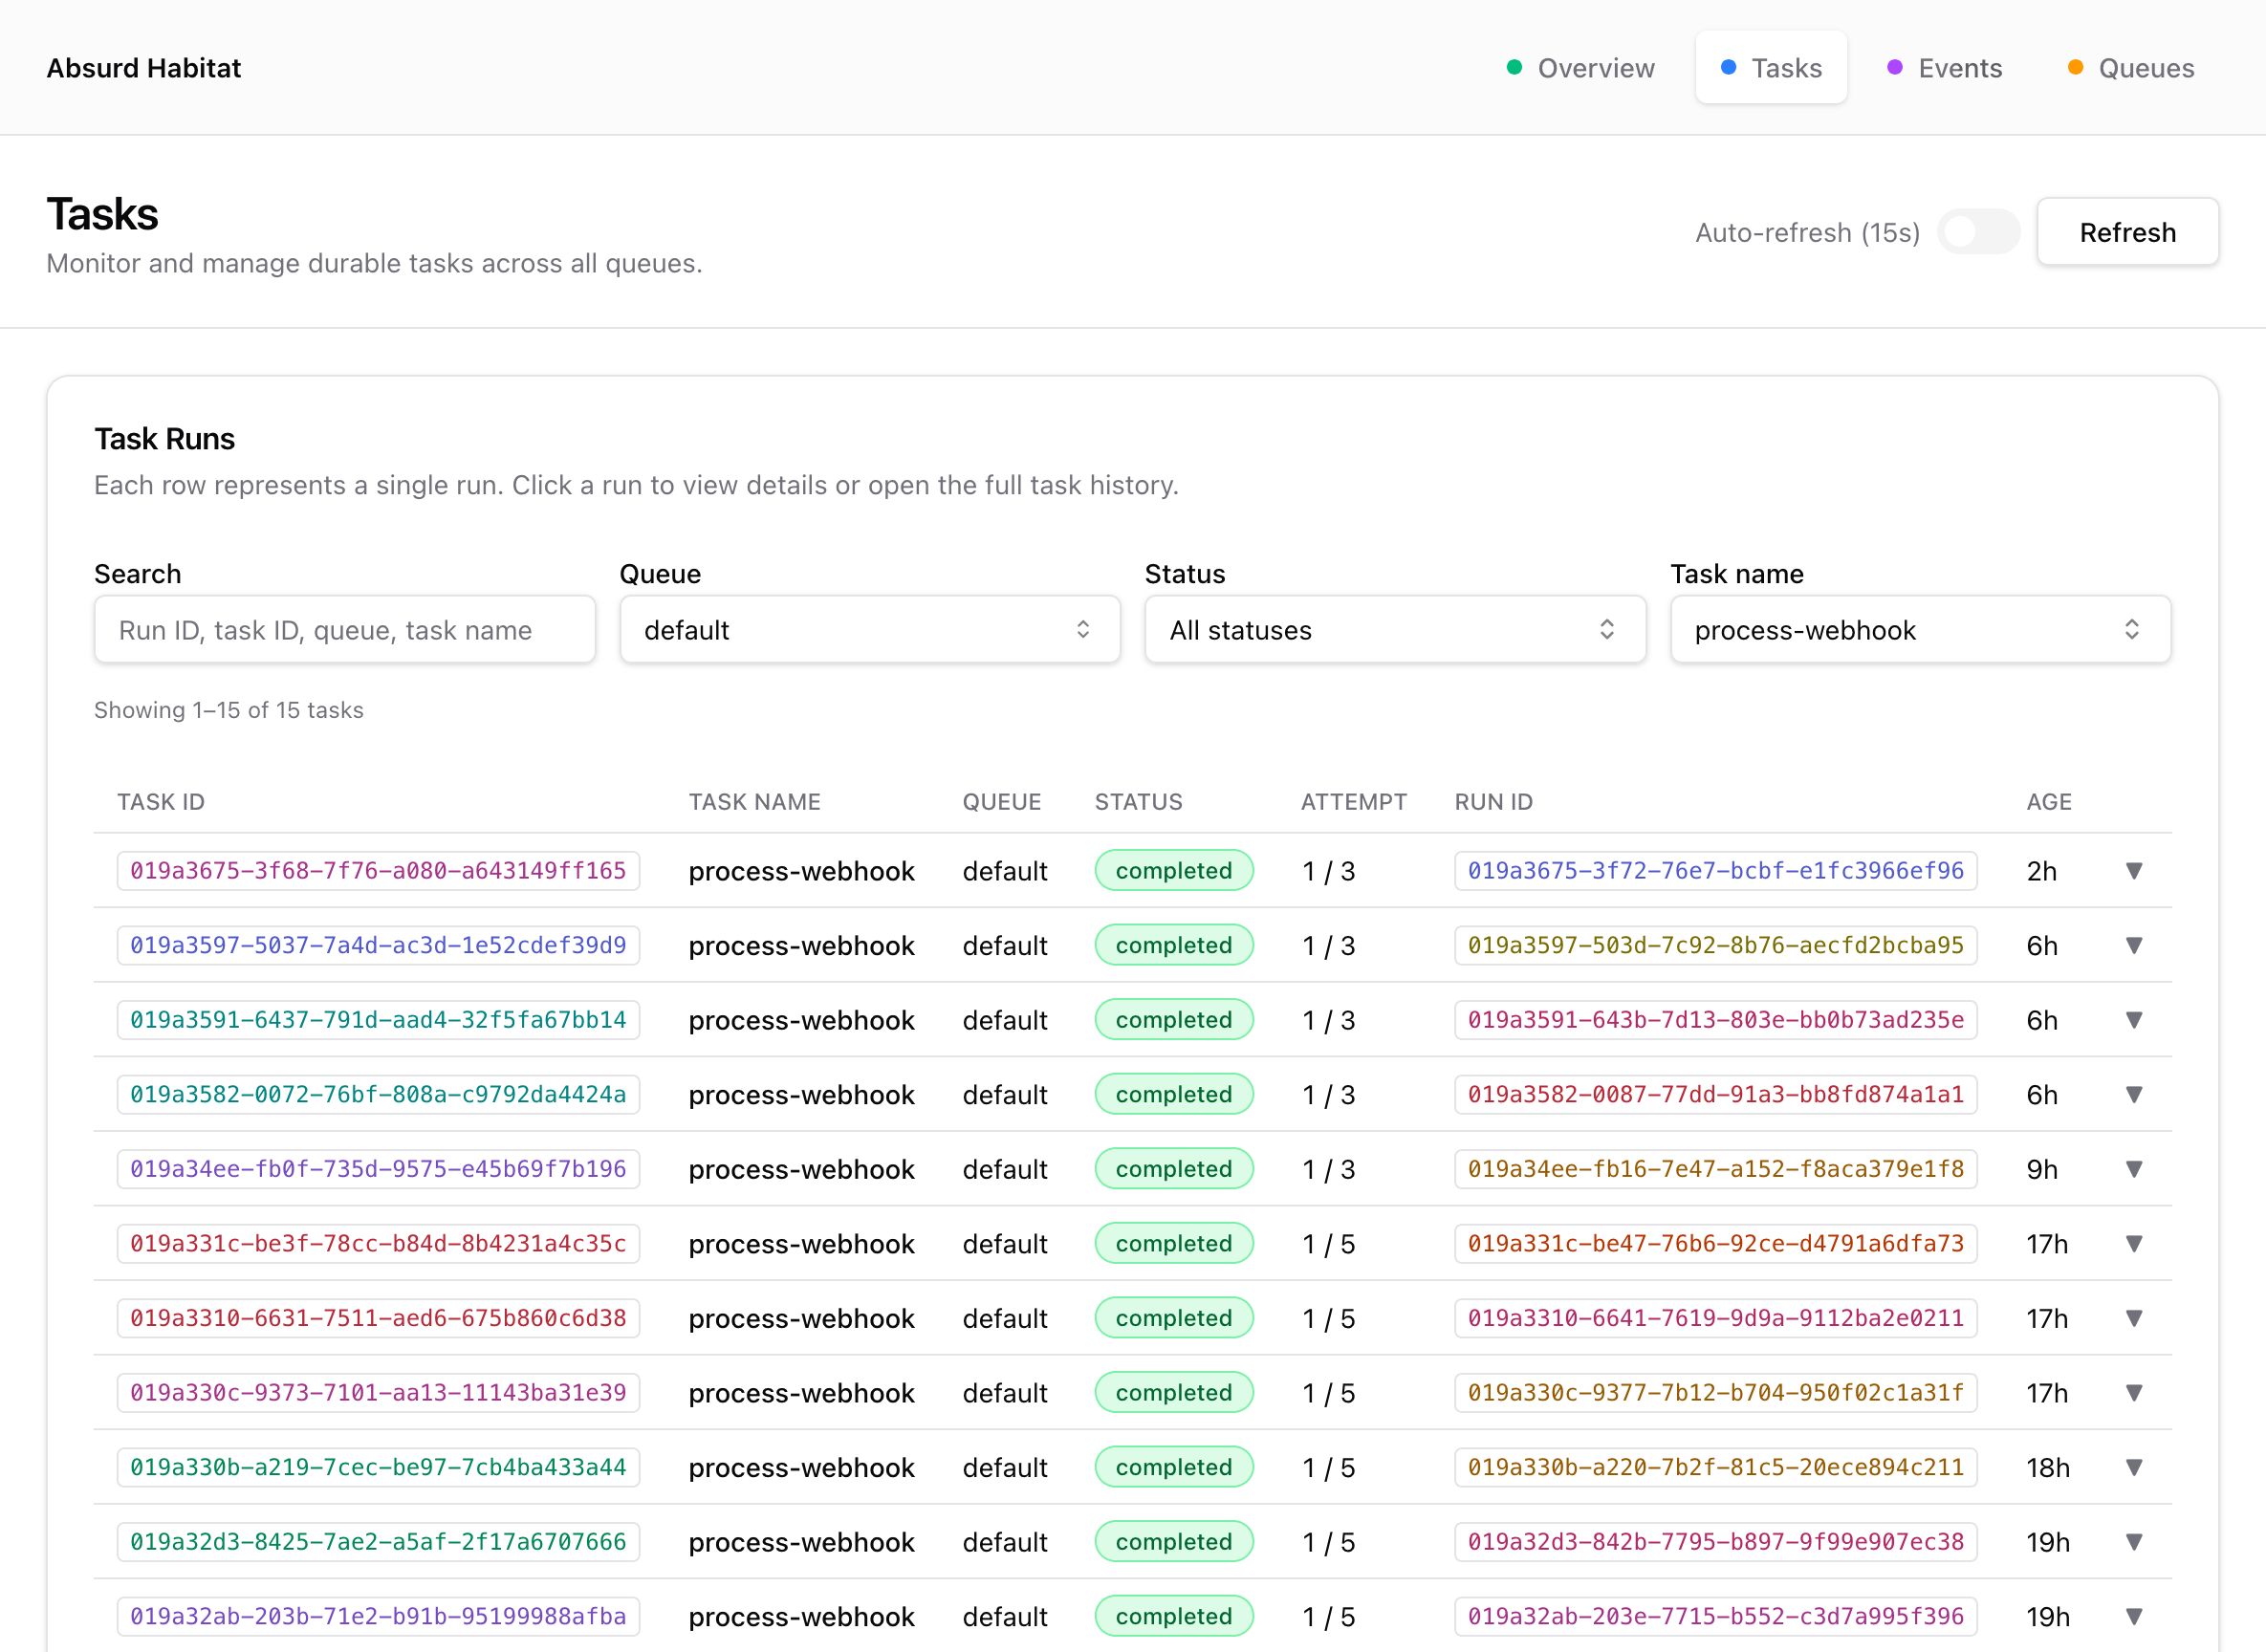 Absurd Habitat Overview Tasks Events Queues
Tasks
Monitor and manage durable tasks across all queues.
Auto-refresh (15s) Refresh
Task Runs
Each row represents a single run. Click a run to view details or open the full task history.
Search Queue Status Task name
Run ID, task ID, queue, task name default All statuses process-webhook
Showing 1–15 of 15 tasks
TASK ID TASK NAME QUEUE STATUS ATTEMPT RUN ID AGE
019a3675-3f68-7f76-a080-a643149ff165 process-webhook default completed 1 / 3 019a3675-3f72-76e7-bcbf-e1fc3966ef96 2h ▼
019a3597-5037-7a4d-ac3d-1e52cdef39d9 process-webhook default completed 1 / 3 019a3597-503d-7c92-8b76-aecfd2bcba95 6h ▼
019a3591-6437-791d-aad4-32f5fa67bb14 process-webhook default completed 1 / 3 019a3591-643b-7d13-803e-bb0b73ad235e 6h ▼
019a3582-0072-76bf-808a-c9792da4424a process-webhook default completed 1 / 3 019a3582-0087-77dd-91a3-bb8fd874a1a1 6h ▼
019a34ee-fb0f-735d-9575-e45b69f7b196 process-webhook default completed 1 / 3 019a34ee-fb16-7e47-a152-f8aca379e1f8 9h ▼
019a331c-be3f-78cc-b84d-8b4231a4c35c process-webhook default completed 1 / 5 019a331c-be47-76b6-92ce-d4791a6dfa73 17h ▼
019a3310-6631-7511-aed6-675b860c6d38 process-webhook default completed 1 / 5 019a3310-6641-7619-9d9a-9112ba2e0211 17h ▼
019a330c-9373-7101-aa13-11143ba31e39 process-webhook default completed 1 / 5 019a330c-9377-7b12-b704-950f02c1a31f 17h ▼
019a330b-a219-7cec-be97-7cb4ba433a44 process-webhook default completed 1 / 5 019a330b-a220-7b2f-81c5-20ece894c211 18h ▼
019a32d3-8425-7ae2-a5af-2f17a6707666 process-webhook default completed 1 / 5 019a32d3-842b-7795-b897-9f99e907ec38 19h ▼
019a32ab-203b-71e2-b91b-95199988afba process-webhook default completed 1 / 5 019a32ab-203e-7715-b552-c3d7a995f396 19h ▼